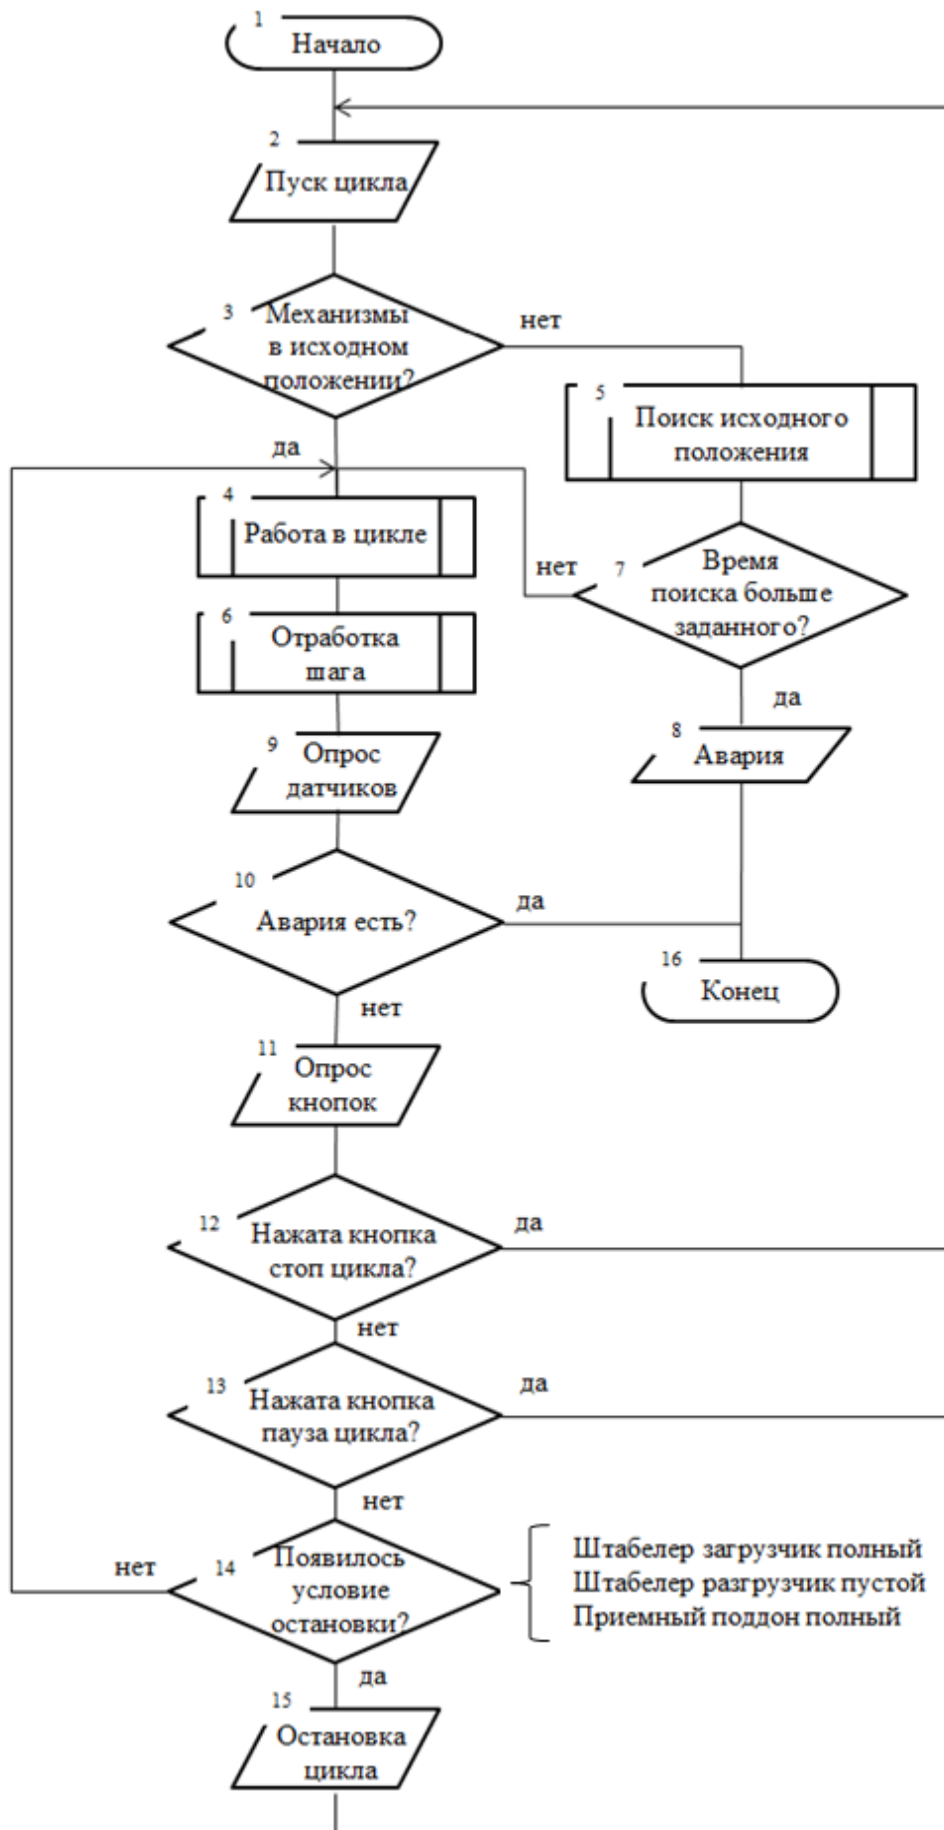 1
Начало
2
Пуск цикла
3
Механизмы
в исходном
положении?
нет
да
5
Поиск исходного
положения
4
Работа в цикле
нет
7
Время
поиска больше
заданного?
6
Отработка
шага
да
8
Авария
9
Опрос
датчиков
10
Авария есть?
да
нет
16
Конец
11
Опрос
кнопок
12
Нажата кнопка
стоп цикла?
да
нет
13
Нажата кнопка
пауза цикла?
да
нет
нет
14
Появилось
условие
остановки?
Штабелер загрузчик полный
Штабелер разгрузчик пустой
Приемный поддон полный
да
15
Остановка
цикла